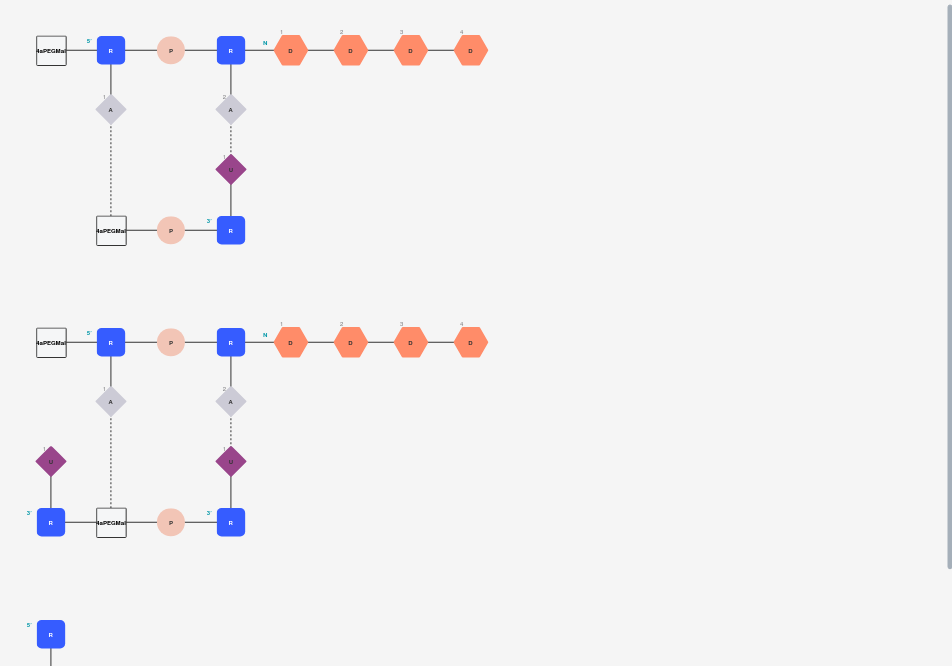 5' N 1 2 3 4
4aPEGMal R P R D D D D
1 2
A A
1
U
3'
4aPEGMal P R
5' N 1 2 3 4
4aPEGMal R P R D D D D
1 2
A A
1 1
U U
3' 3'
R 4aPEGMal P R
5'
R